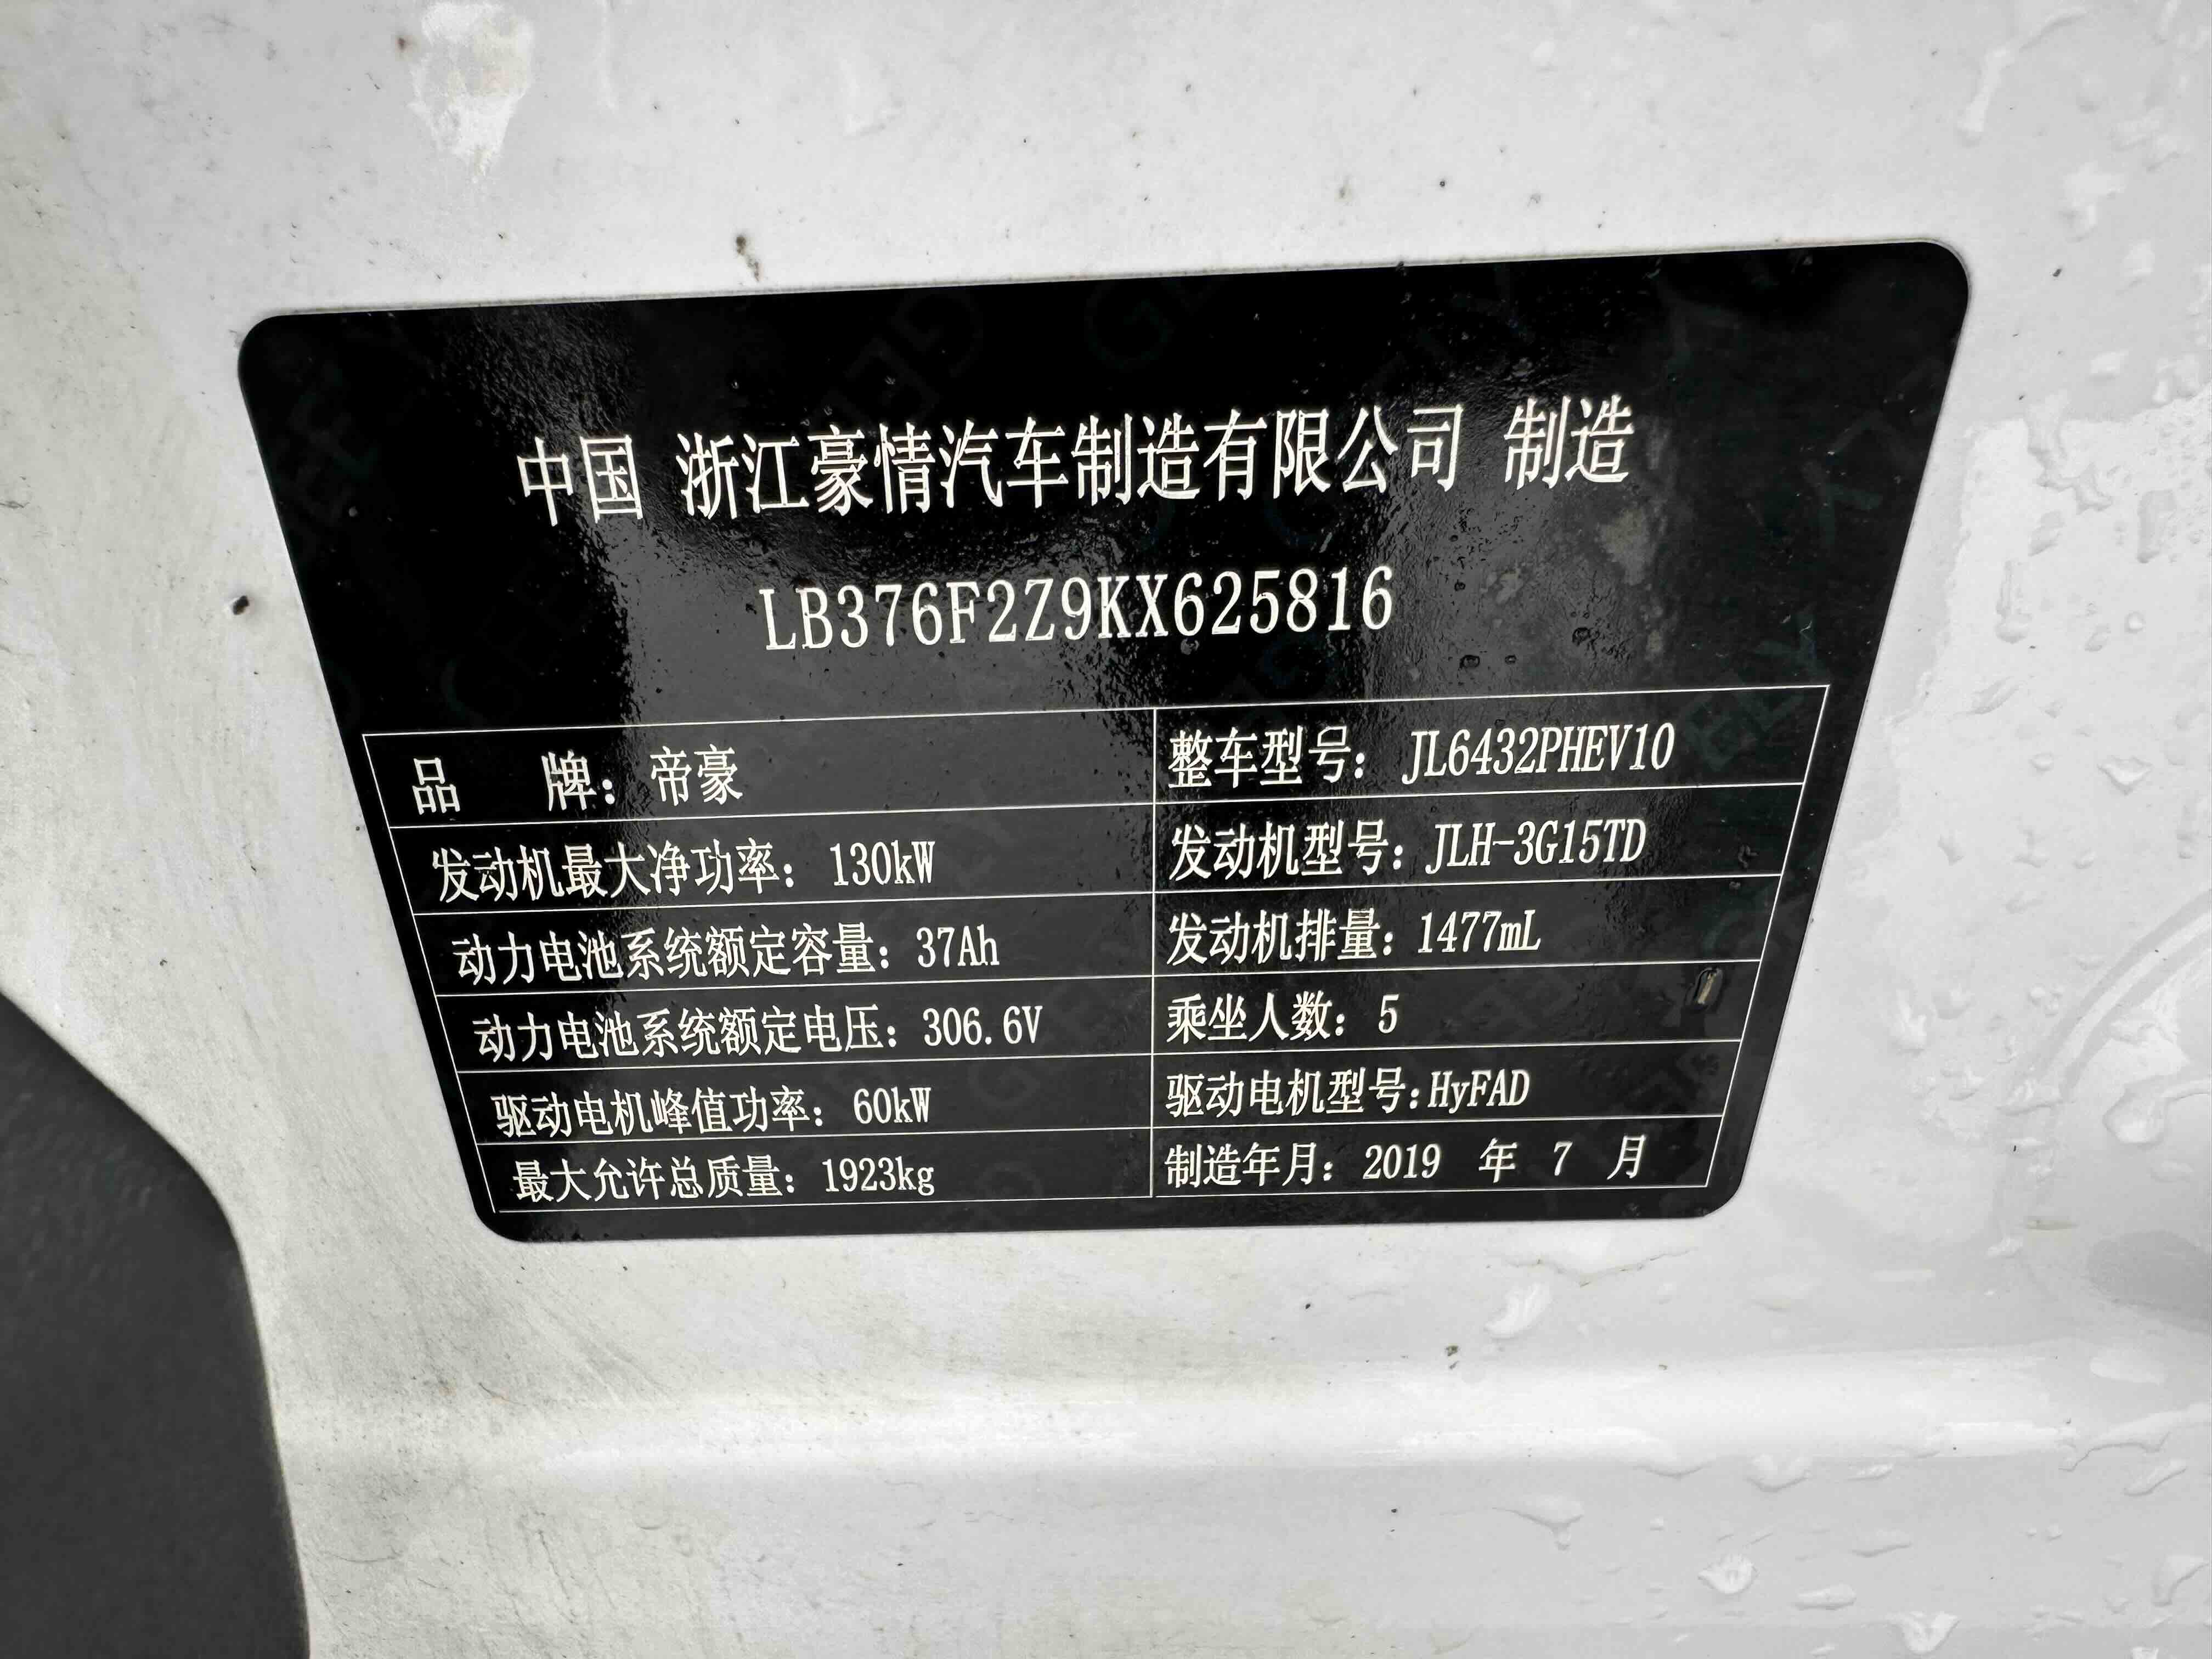 中国 浙江豪情汽车制造有限公司 制造
LB376F2Z9KX625816
品 牌：帝豪 整车型号：JL6432PHEV10
发动机最大净功率：130kW 发动机型号：JLH-3G15TD
动力电池系统额定容量：37Ah 发动机排量：1477mL
动力电池系统额定电压：306.6V 乘坐人数：5
驱动电机峰值功率：60kW 驱动电机型号:HyFAD
最大允许总质量：1923kg 制造年月：2019 年 7 月